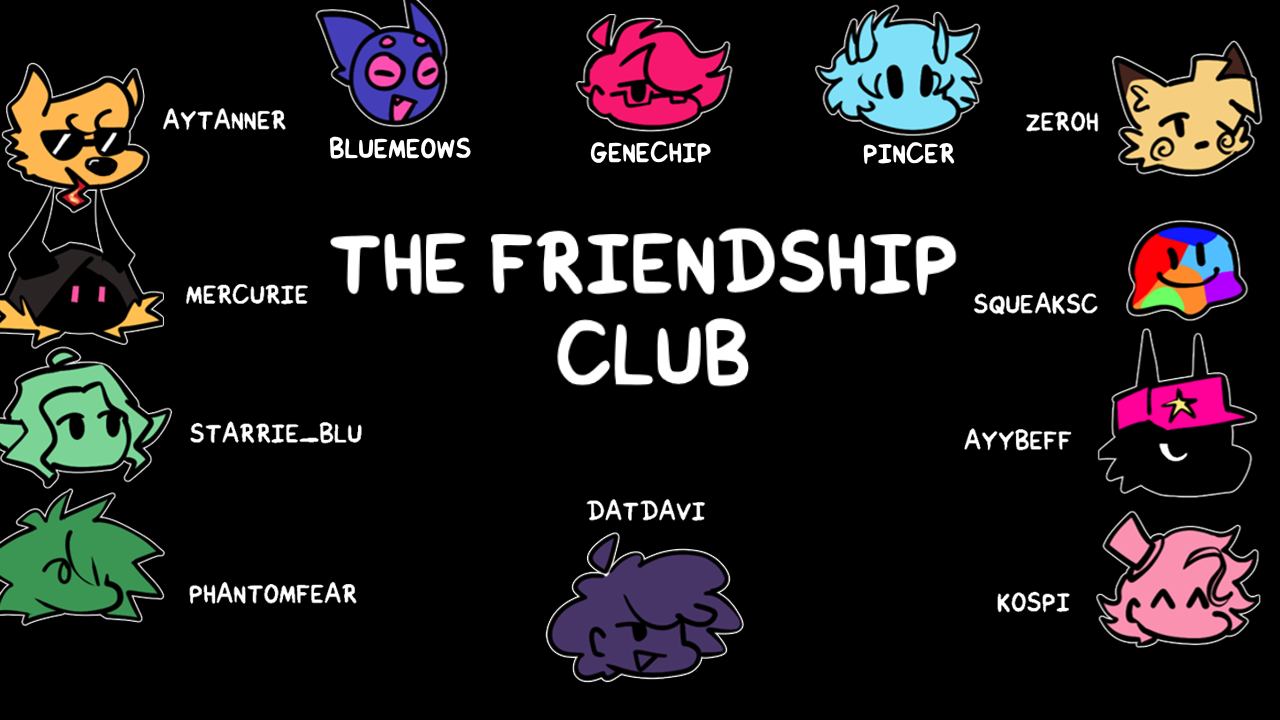 AYTANNER
BLUEMEOWS
GENECHIP
PINCER
ZEROH
THE FRIENDSHIP
CLUB
MERCURIE
SQUEAKSC
STARRIE_BLU
AYYBEFF
DATDAVI
PHANTOMFEAR
KOSPI